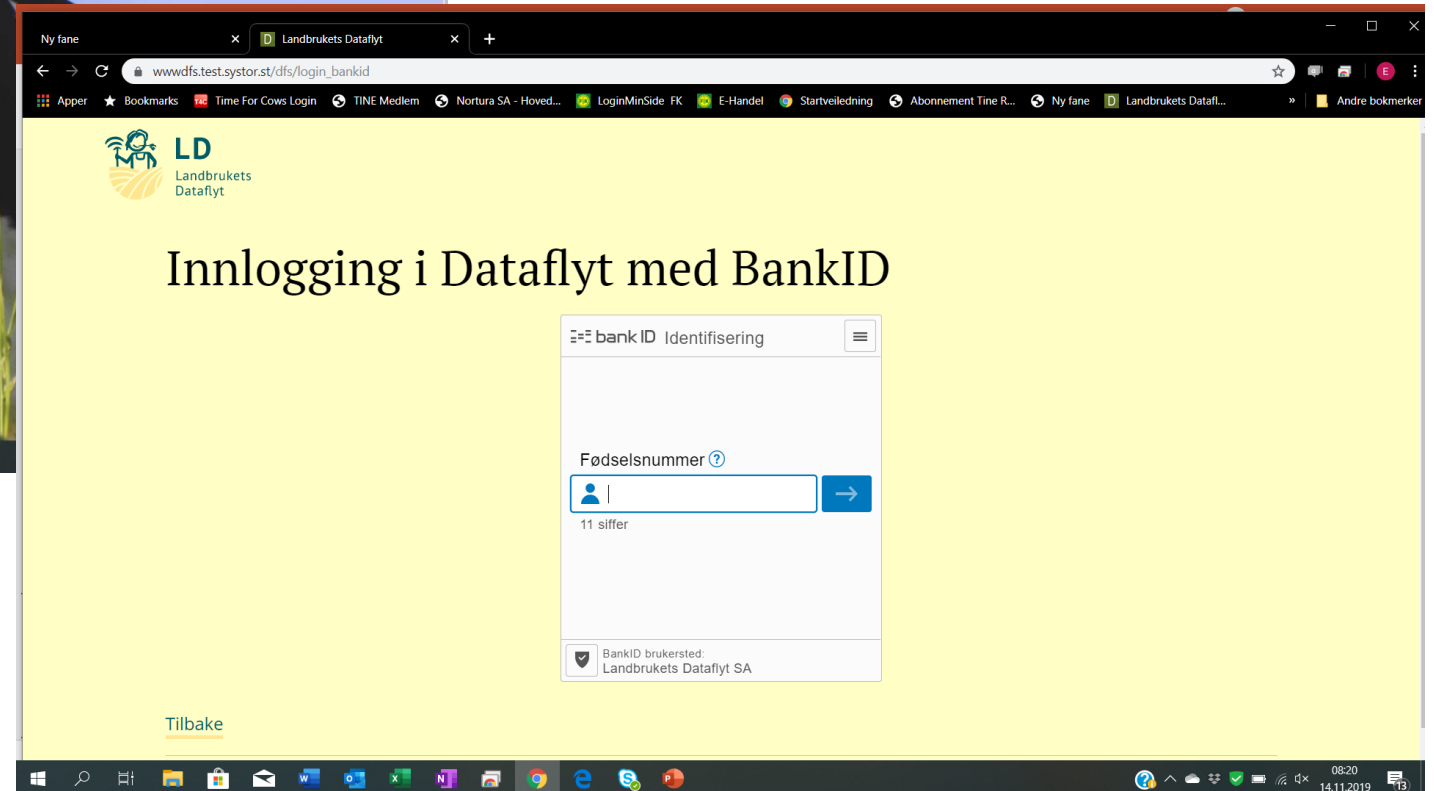 Ny fane
Landbrukets Dataflyt
wwwdfs.test.systor.st/dfs/login_bankid
Apper Bookmarks Time For Cows Login TINE Medlem Nortura SA - Hoved... LoginMinSide FK E-Handel Startveiledning Abonnement Tine R... Ny fane Landbrukets Datafl... » Andre bokmerker
LD
Landbrukets
Dataflyt
Innlogging i Dataflyt med BankID
bank ID Identifisering
Fødselsnummer ?
11 siffer
BankID brukersted:
Landbrukets Dataflyt SA
Tilbake
08:20
14.11.2019
13